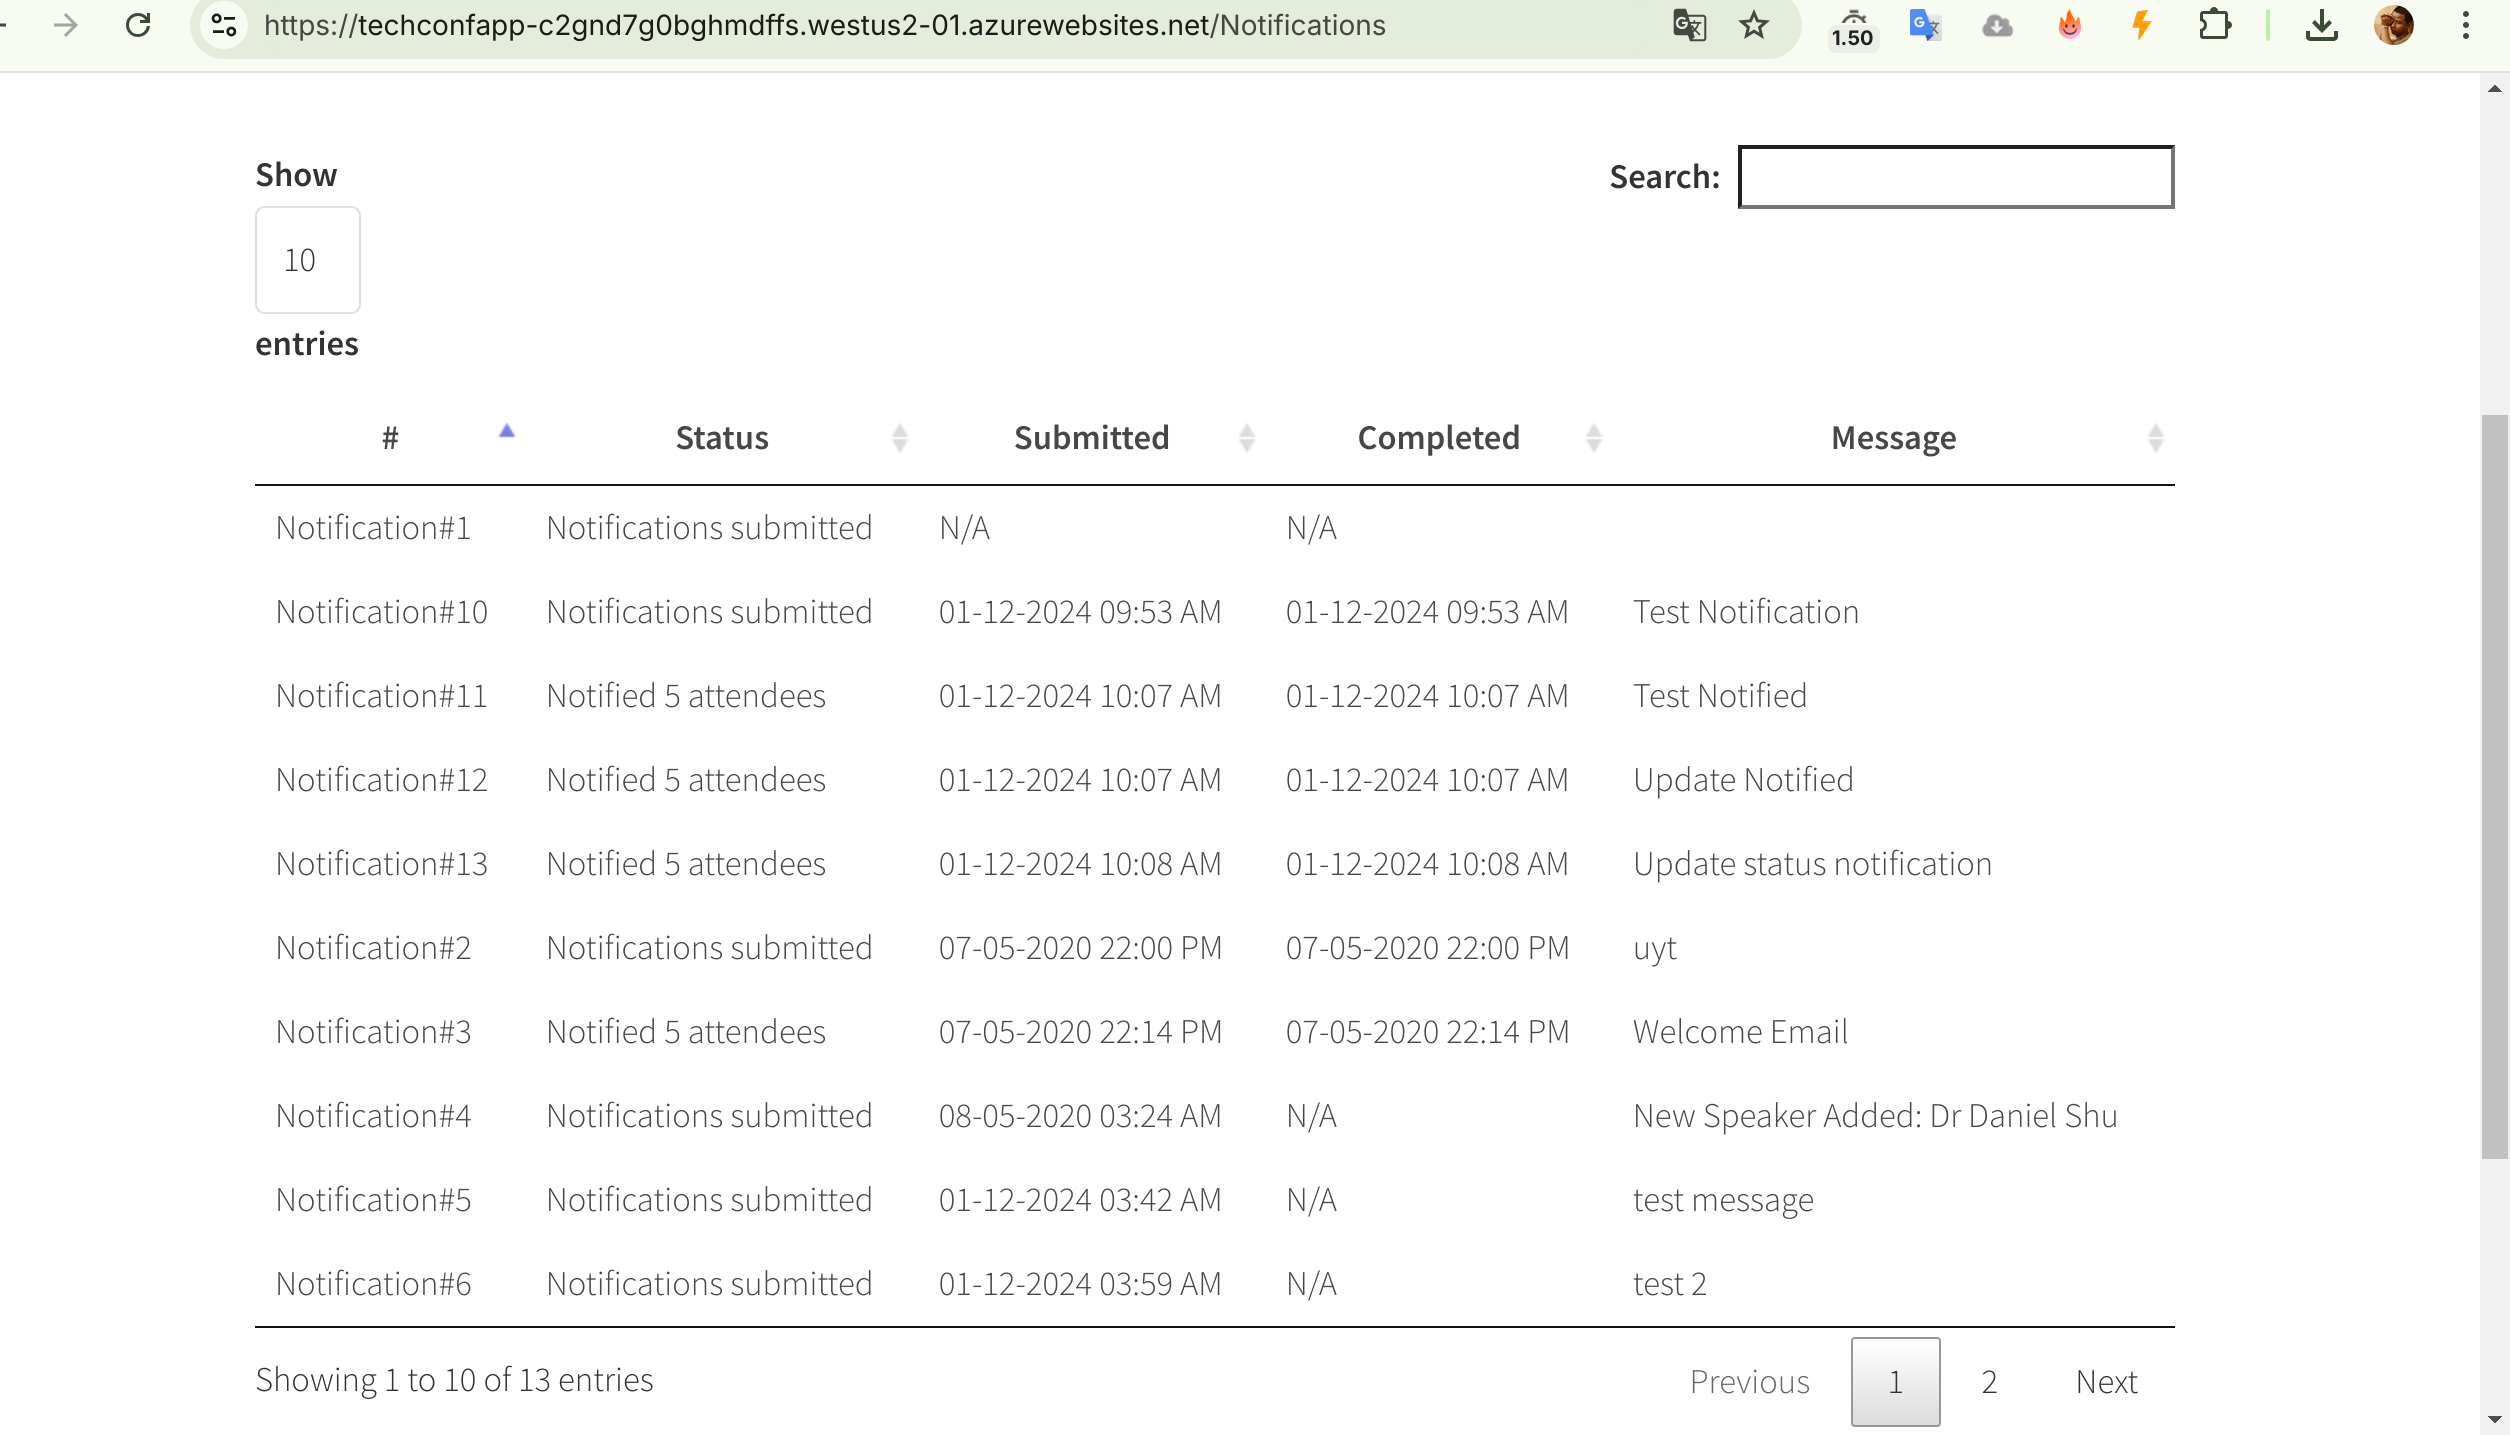 https://techconfapp-c2gnd7g0bghmdffs.westus2-01.azurewebsites.net/Notifications
1.50
Show
10
entries
Search:
# Status Submitted Completed Message
Notification#1 Notifications submitted N/A N/A
Notification#10 Notifications submitted 01-12-2024 09:53 AM 01-12-2024 09:53 AM Test Notification
Notification#11 Notified 5 attendees 01-12-2024 10:07 AM 01-12-2024 10:07 AM Test Notified
Notification#12 Notified 5 attendees 01-12-2024 10:07 AM 01-12-2024 10:07 AM Update Notified
Notification#13 Notified 5 attendees 01-12-2024 10:08 AM 01-12-2024 10:08 AM Update status notification
Notification#2 Notifications submitted 07-05-2020 22:00 PM 07-05-2020 22:00 PM uyt
Notification#3 Notified 5 attendees 07-05-2020 22:14 PM 07-05-2020 22:14 PM Welcome Email
Notification#4 Notifications submitted 08-05-2020 03:24 AM N/A New Speaker Added: Dr Daniel Shu
Notification#5 Notifications submitted 01-12-2024 03:42 AM N/A test message
Notification#6 Notifications submitted 01-12-2024 03:59 AM N/A test 2
Showing 1 to 10 of 13 entries
Previous 1 2 Next